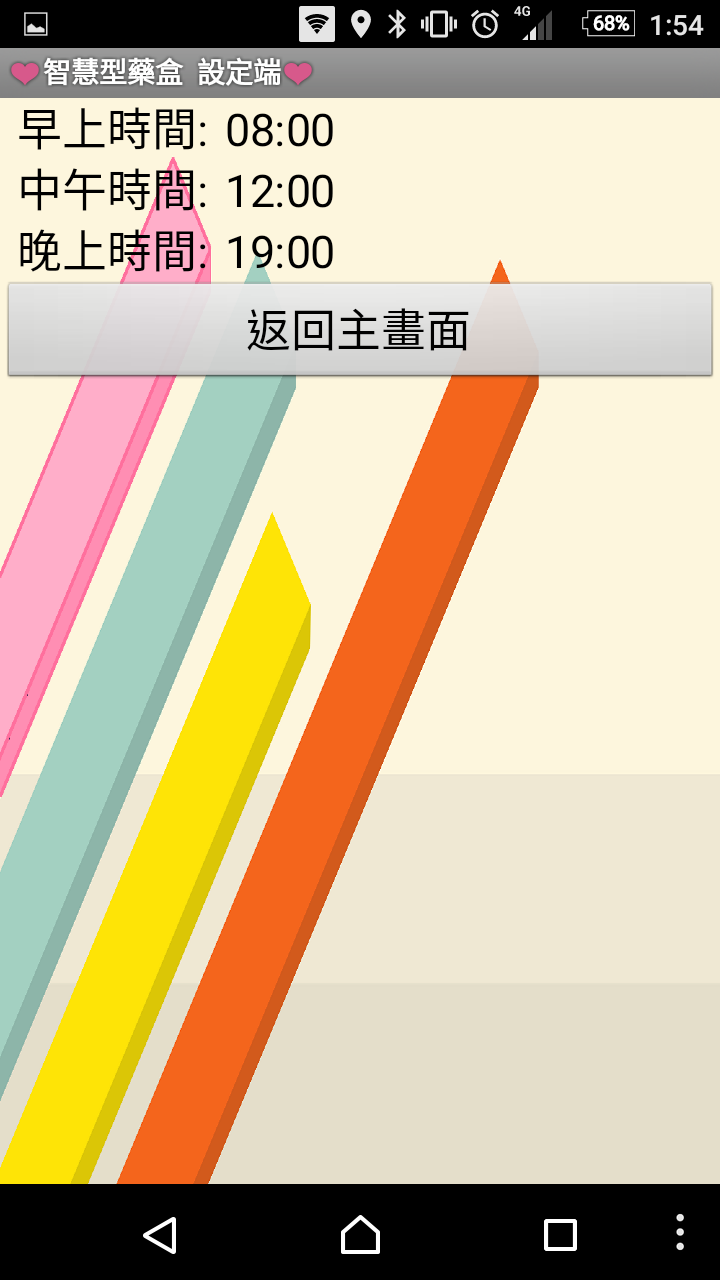 4G 68% 1:54
❤智慧型藥盒 設定端❤
早上時間: 08:00
中午時間: 12:00
晚上時間: 19:00
返回主畫面